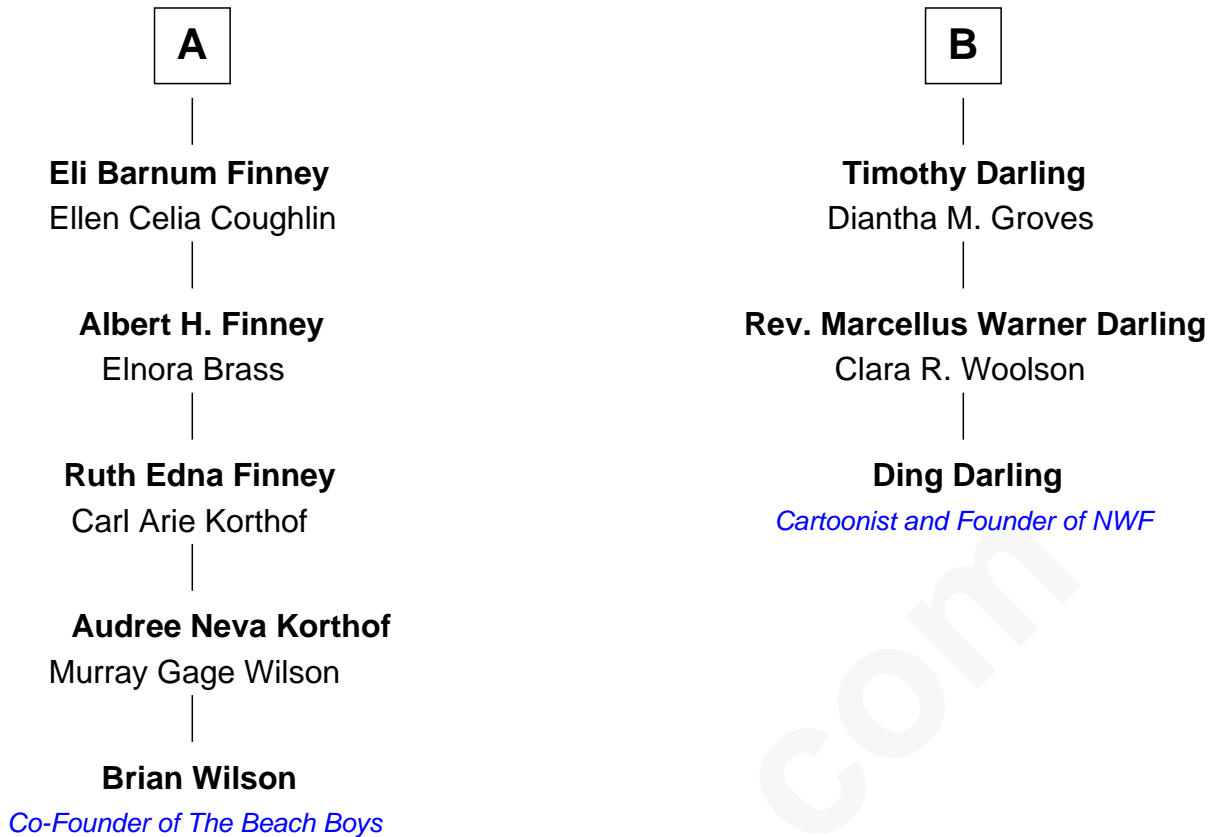 A
Eli Barnum Finney
Ellen Celia Coughlin
Albert H. Finney
Elnora Brass
Ruth Edna Finney
Carl Arie Korthof
Audree Neva Korthof
Murray Gage Wilson
Brian Wilson
Co-Founder of The Beach Boys
B
Timothy Darling
Diantha M. Groves
Rev. Marcellus Warner Darling
Clara R. Woolson
Ding Darling
Cartoonist and Founder of NWF
com